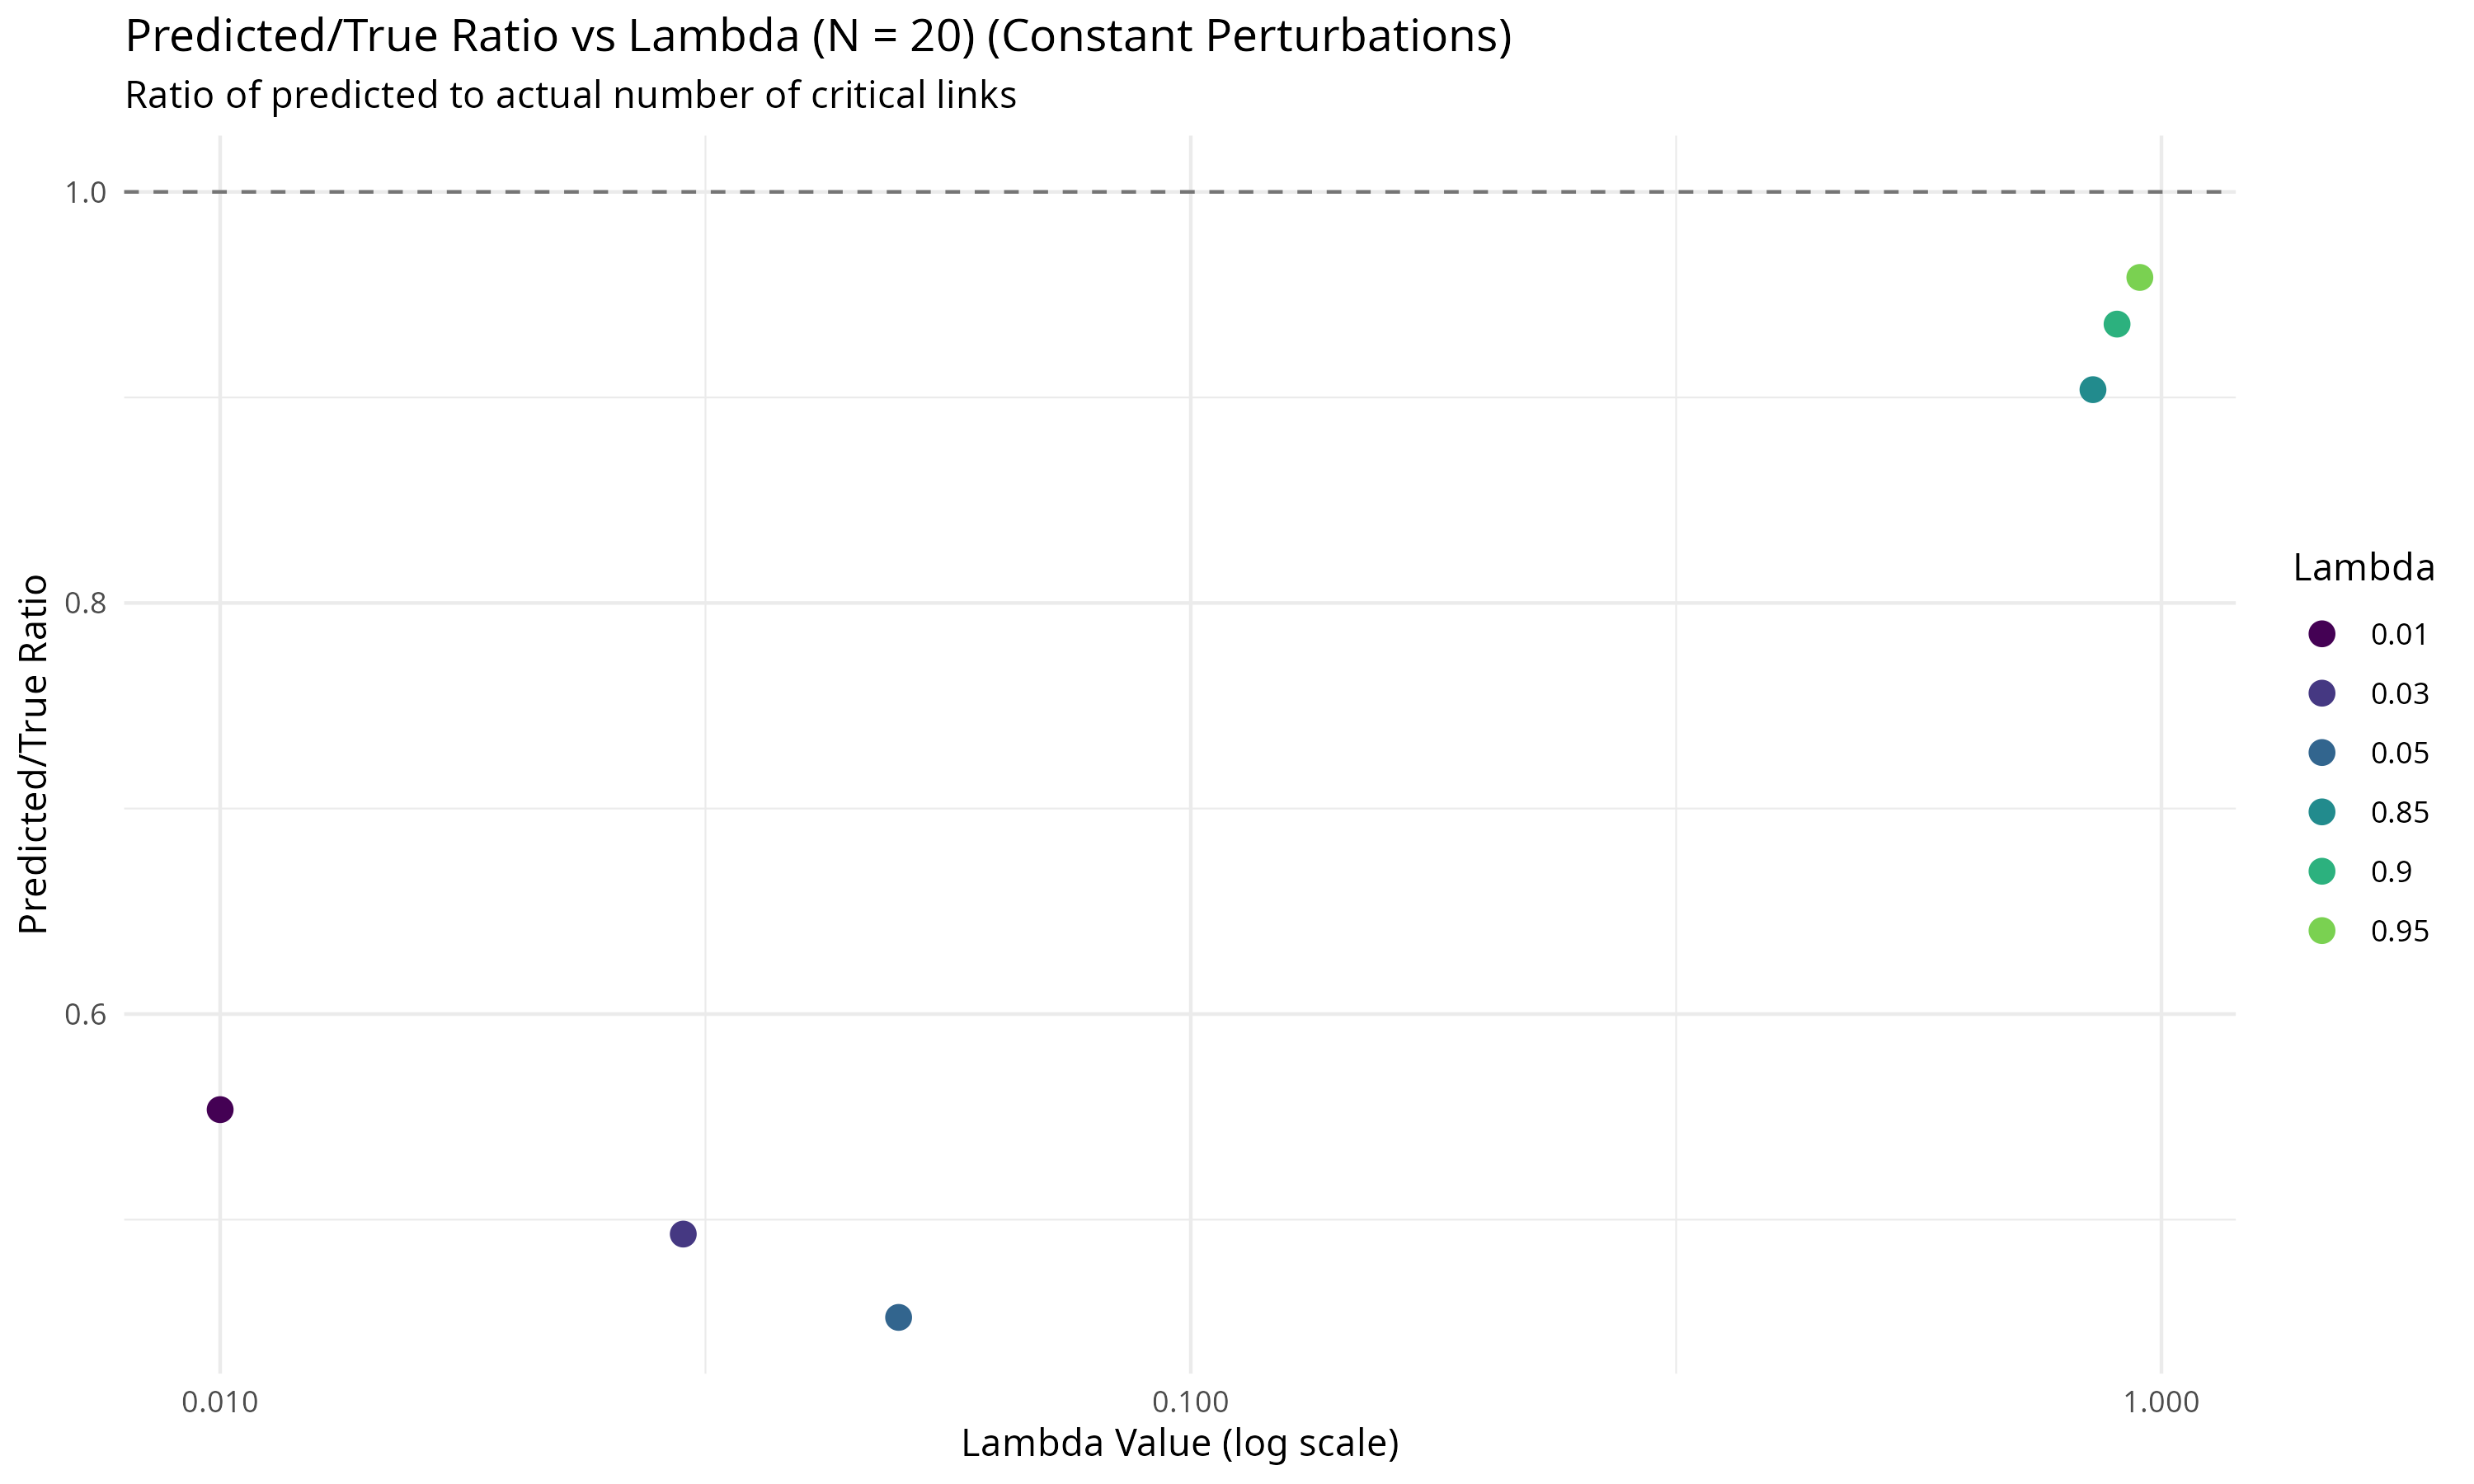 Predicted/True Ratio vs Lambda (N = 20) (Constant Perturbations)
Ratio of predicted to actual number of critical links
1.0
0.8
0.6
Predicted/True Ratio
0.010
0.100
1.000
Lambda Value (log scale)
Lambda
0.01
0.03
0.05
0.85
0.9
0.95